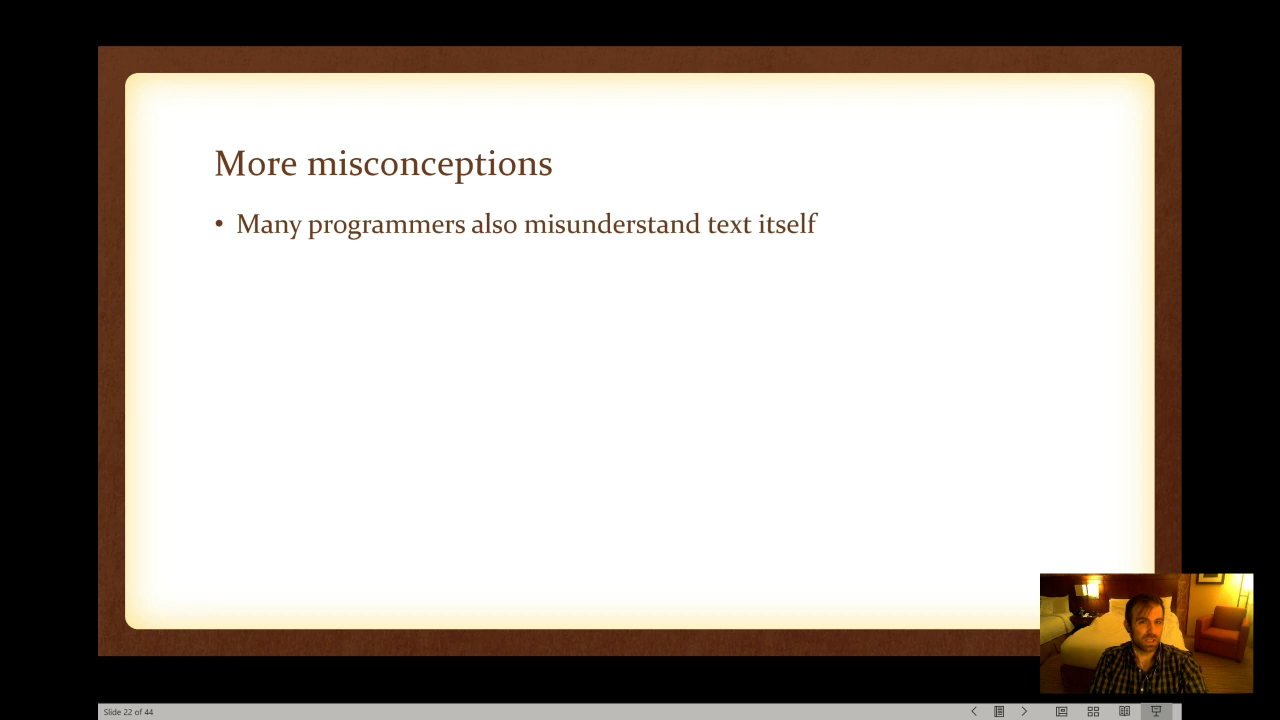 More misconceptions
• Many programmers also misunderstand text itself
Slide 22 of 44